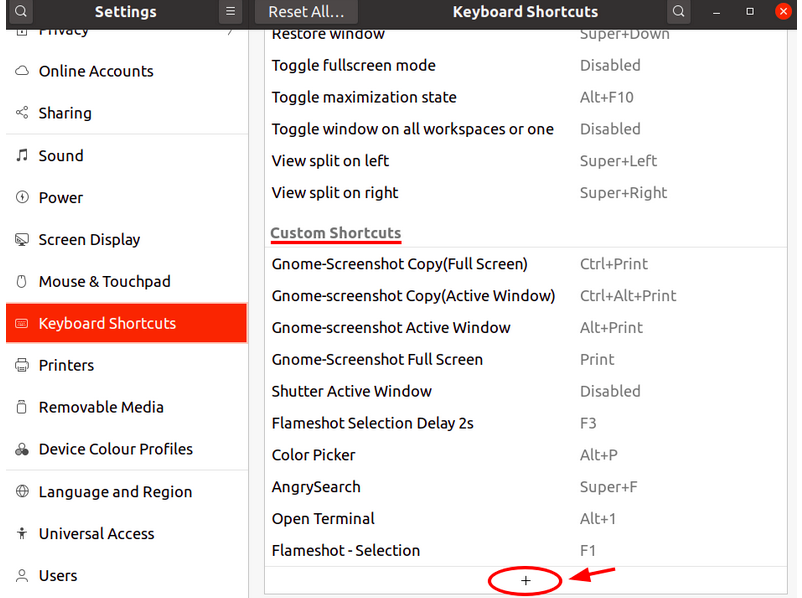 Settings
Reset All...
Keyboard Shortcuts
Privacy
Online Accounts
Sharing
Sound
Power
Screen Display
Mouse & Touchpad
Keyboard Shortcuts
Printers
Removable Media
Device Colour Profiles
Language and Region
Universal Access
Users
Restore window Super+Down
Toggle fullscreen mode Disabled
Toggle maximization state Alt+F10
Toggle window on all workspaces or one Disabled
View split on left Super+Left
View split on right Super+Right
Custom Shortcuts
Gnome-Screenshot Copy(Full Screen) Ctrl+Print
Gnome-screenshot Copy(Active Window) Ctrl+Alt+Print
Gnome-screenshot Active Window Alt+Print
Gnome-Screenshot Full Screen Print
Shutter Active Window Disabled
Flameshot Selection Delay 2s F3
Color Picker Alt+P
AngrySearch Super+F
Open Terminal Alt+1
Flameshot - Selection F1
+